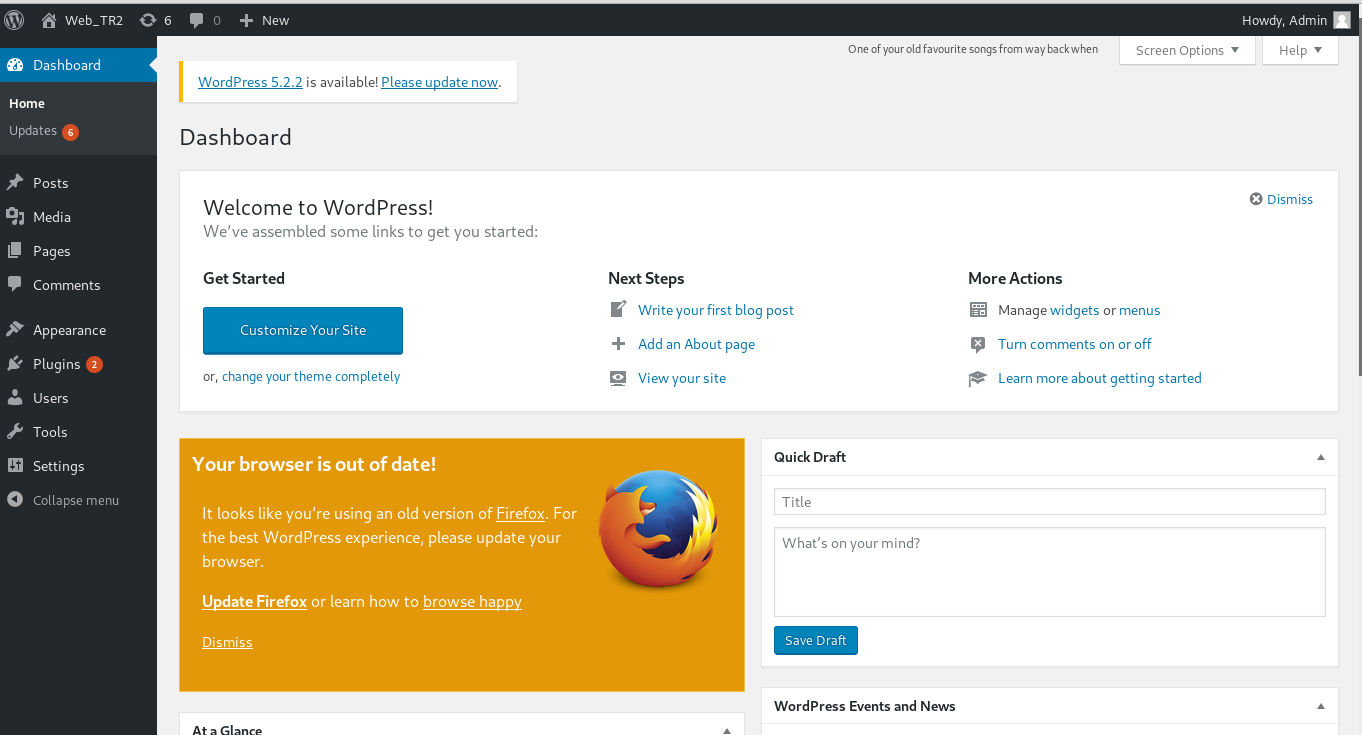 Web_TR2 6 0 New Howdy, Admin
Dashboard
Home
Updates 6
Posts
Media
Pages
Comments
Appearance
Plugins 2
Users
Tools
Settings
Collapse menu
One of your old favourite songs from way back when
Screen Options Help
WordPress 5.2.2 is available! Please update now.
Dashboard
Welcome to WordPress!
We’ve assembled some links to get you started:
Dismiss
Get Started
Customize Your Site
or, change your theme completely
Next Steps
Write your first blog post
Add an About page
View your site
More Actions
Manage widgets or menus
Turn comments on or off
Learn more about getting started
Your browser is out of date!
It looks like you're using an old version of Firefox. For
the best WordPress experience, please update your
browser.
Update Firefox or learn how to browse happy
Dismiss
At a Glance
Quick Draft
Title
What’s on your mind?
Save Draft
WordPress Events and News